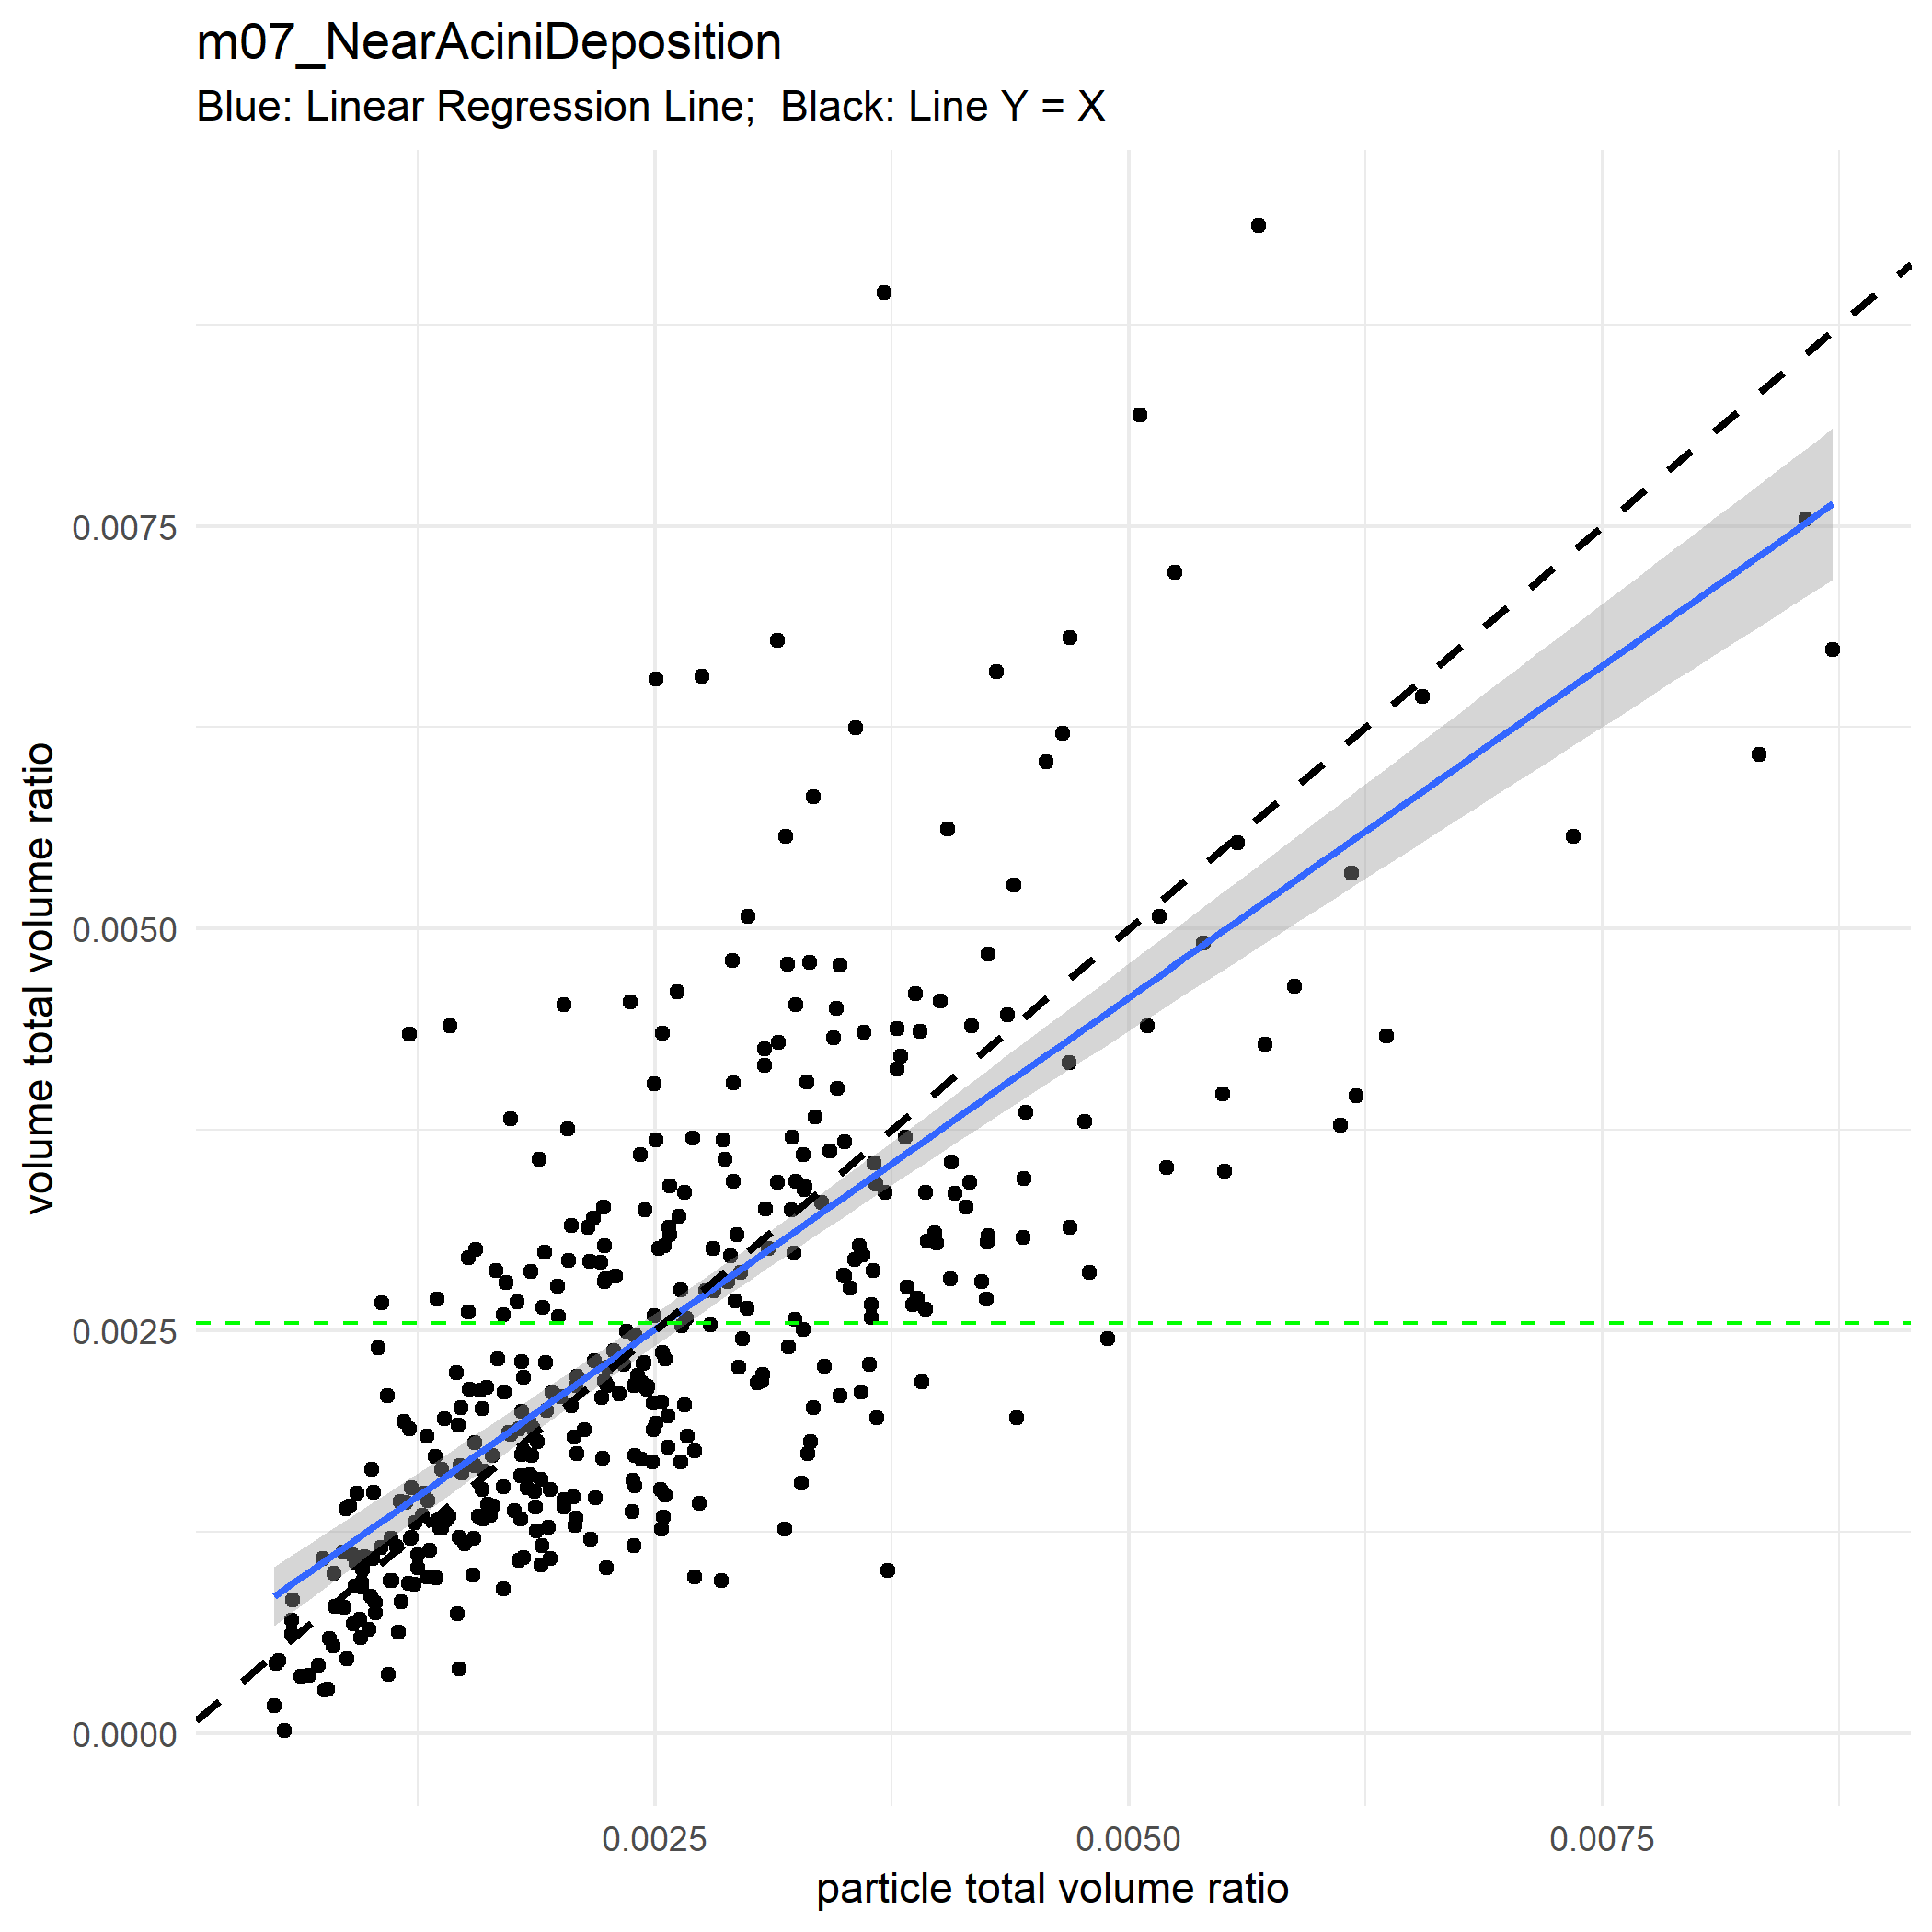 m07_NearAciniDeposition
Blue: Linear Regression Line;  Black: Line Y = X
volume total volume ratio
0.0075
0.0050
0.0025
0.0000
0.0025
0.0050
0.0075
particle total volume ratio